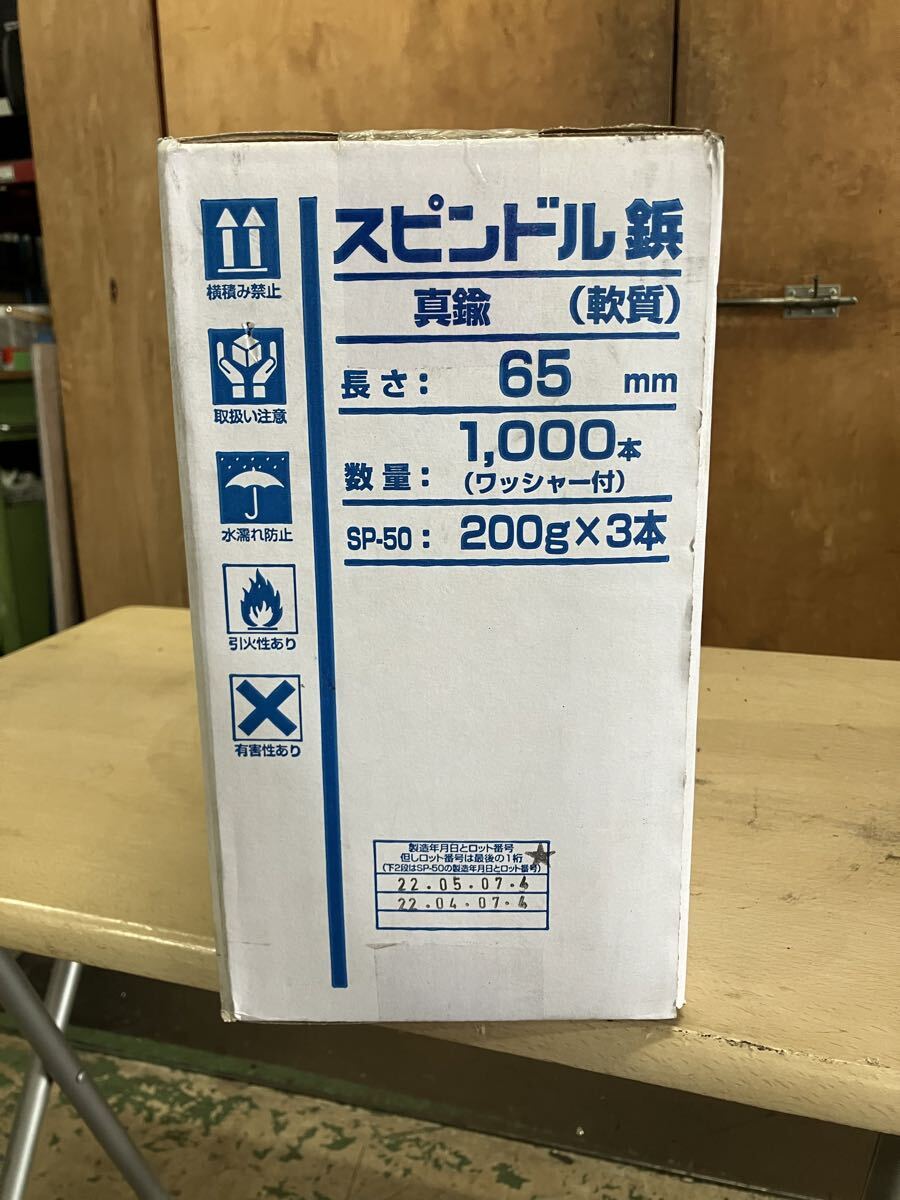 スピンドル鋲
真鍮 （軟質）
長さ： 65 mm
数量： 1,000本
（ワッシャー付）
SP-50： 200g×3本
横積み禁止
取扱い注意
水濡れ防止
引火性あり
有害性あり
製造年月日とロット番号
但しロット番号は最後の1桁
（下2段はSP-50の製造年月日とロット番号）
22.05.07.4
22.04.07.4